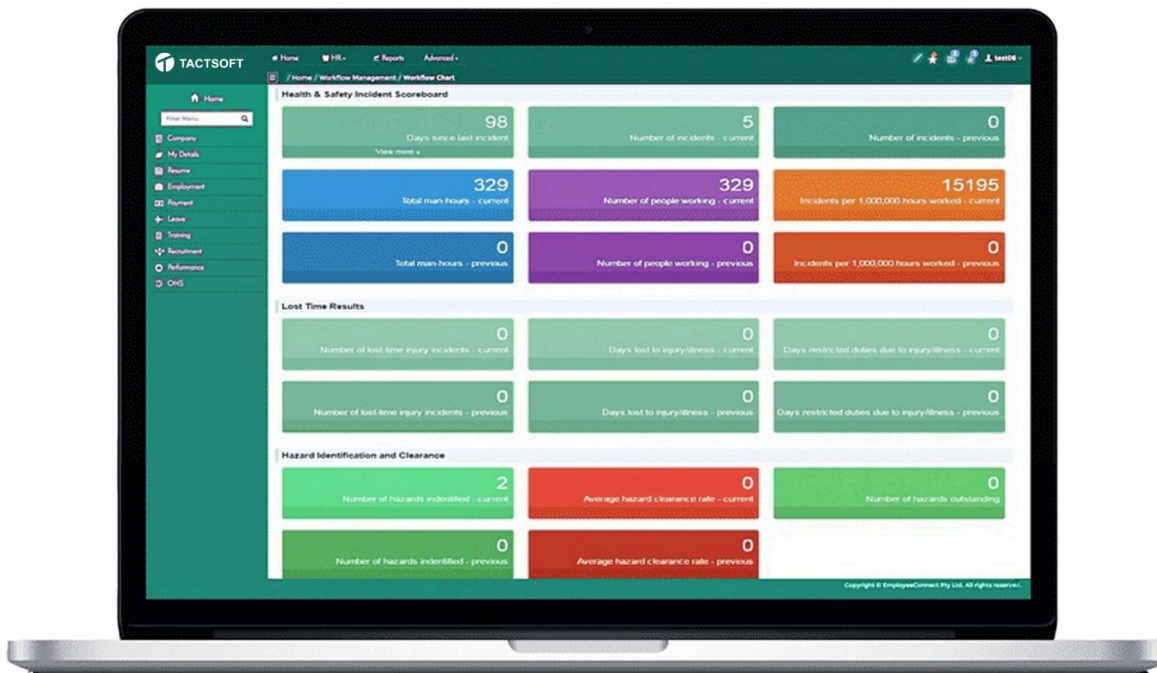 TACTSOFT
Home HR Reports Advanced test06
/ Home / Workflow Management / Workflow Chart
Home
Filter Menu
Company
My Details
Resume
Employment
Payment
Leave
Training
Recruitment
Performance
OHS
Health & Safety Incident Scoreboard
98
Days since last incident
View more
5
Number of incidents - current
0
Number of incidents - previous
329
Total man hours - current
329
Number of people working - current
15195
Incidents per 1,000,000 hours worked - current
0
Total man-hours - previous
0
Number of people working - previous
0
Incidents per 1,000,000 hours worked - previous
Lost Time Results
0
Number of lost-time injury incidents - current
0
Days lost to injury/illness - current
0
Days restricted duties due to injury/illness - current
0
Number of lost-time injury incidents - previous
0
Days lost to injury/illness - previous
0
Days restricted duties due to injury/illness - previous
Hazard Identification and Clearance
2
Number of hazards indentified - current
0
Average hazard clearance rate - current
0
Number of hazards outstanding
0
Number of hazards indentified - previous
0
Average hazard clearance rate - previous
Copyright © EmployeeConnect Pty Ltd. All rights reserved.